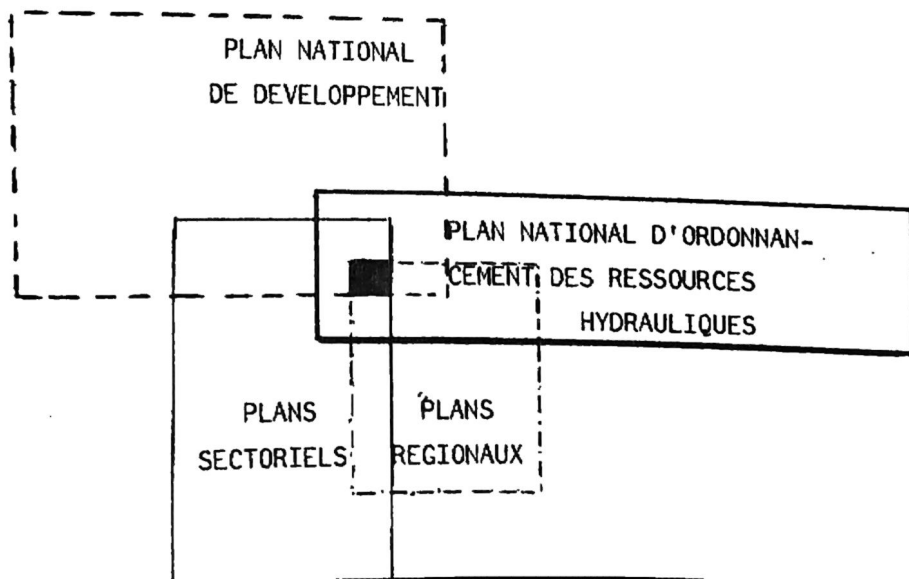 PLAN NATIONAL
DE DEVELOPPEMENT
PLAN NATIONAL D'ORDONNAN-
CEMENT DES RESSOURCES
HYDRAULIQUES
PLANS
SECTORIELS
PLANS
REGIONAUX